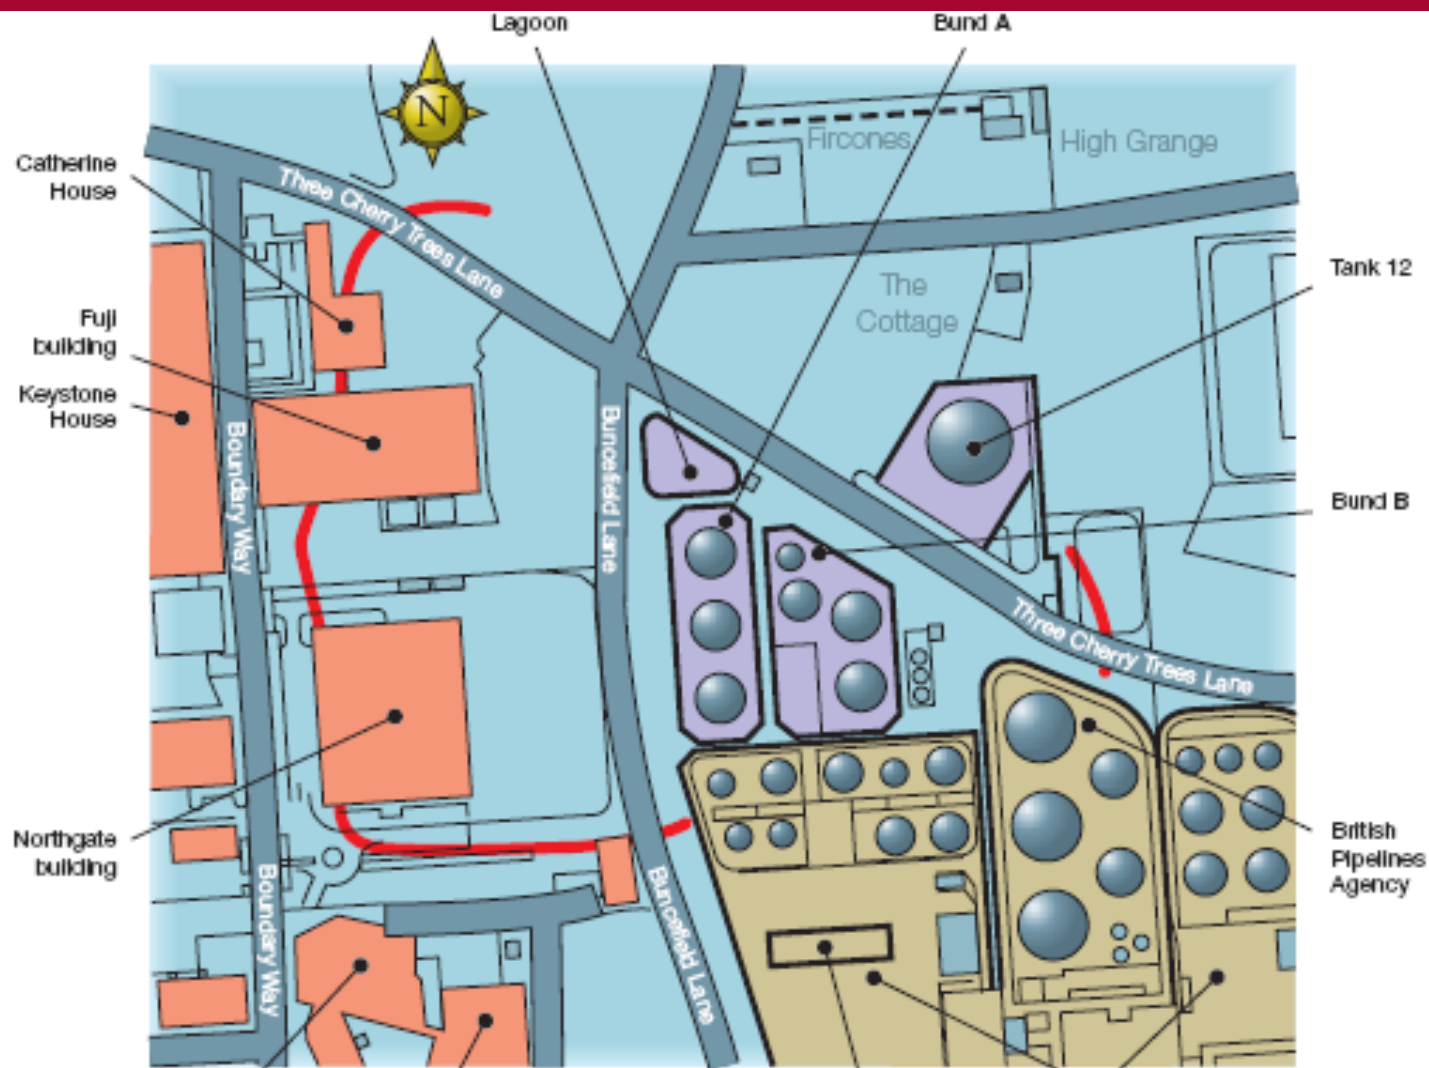 Lagoon
Bund A
N
Fircones
High Grange
Catherine
House
Three Cherry Trees Lane
Tank 12
The
Cottage
Fuji
building
Keystone
House
Buncefield Lane
Boundary Way
Bund B
Three Cherry Trees Lane
Northgate
building
British
Pipelines
Agency
Boundary Way
Buncefield Lane